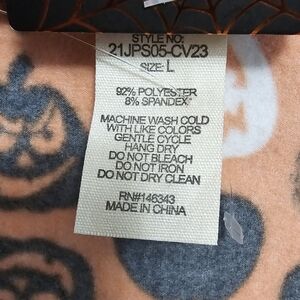 STYLE NO:
21JPS05-CV23
SIZE: L
92% POLYESTER
8% SPANDEX
MACHINE WASH COLD
WITH LIKE COLORS
GENTLE CYCLE
HANG DRY
DO NOT BLEACH
DO NOT IRON
DO NOT DRY CLEAN
RN#146343
MADE IN CHINA